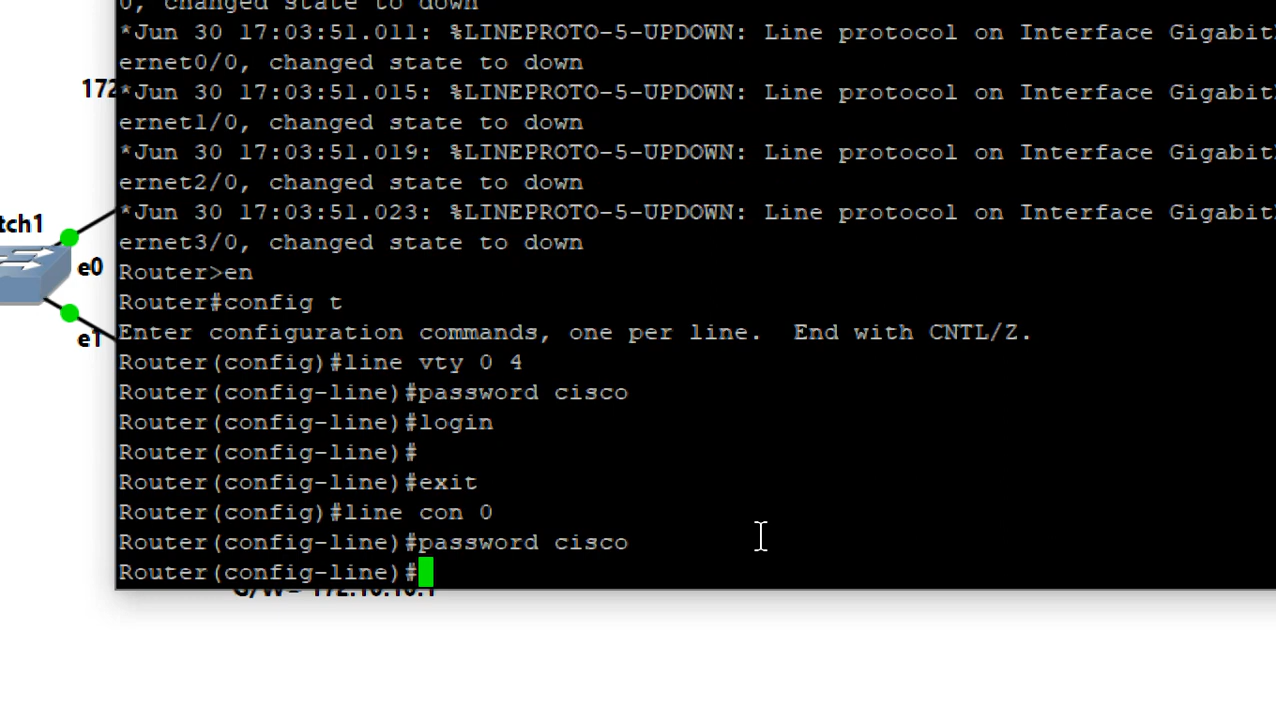 0, changed state to down
*Jun 30 17:03:51.011: %LINEPROTO-5-UPDOWN: Line protocol on Interface Gigabit
ernet0/0, changed state to down
172
*Jun 30 17:03:51.015: %LINEPROTO-5-UPDOWN: Line protocol on Interface Gigabit
ernet1/0, changed state to down
*Jun 30 17:03:51.019: %LINEPROTO-5-UPDOWN: Line protocol on Interface Gigabit
ernet2/0, changed state to down
*Jun 30 17:03:51.023: %LINEPROTO-5-UPDOWN: Line protocol on Interface Gigabit
tch1
ernet3/0, changed state to down
e0
Router>en
Router#config t
e1
Enter configuration commands, one per line.  End with CNTL/Z.
Router(config)#line vty 0 4
Router(config-line)#password cisco
Router(config-line)#login
Router(config-line)#
Router(config-line)#exit
Router(config)#line con 0
Router(config-line)#password cisco
Router(config-line)#